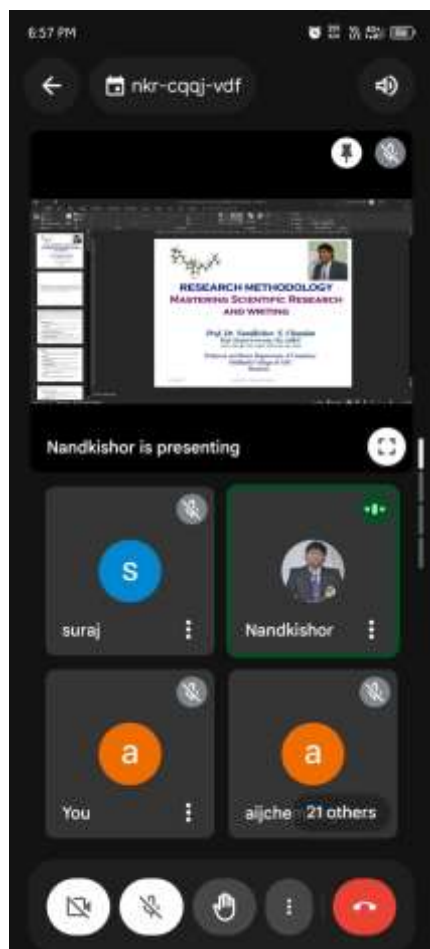 6:57 PM
nkr-cqqj-vdf
RESEARCH METHODOLOGY
MASTERING SCIENTIFIC RESEARCH
AND WRITING
Prof. Dr. Nandkishor
Nandkishor is presenting
s
suraj
Nandkishor
a
You
a
aijche
21 others